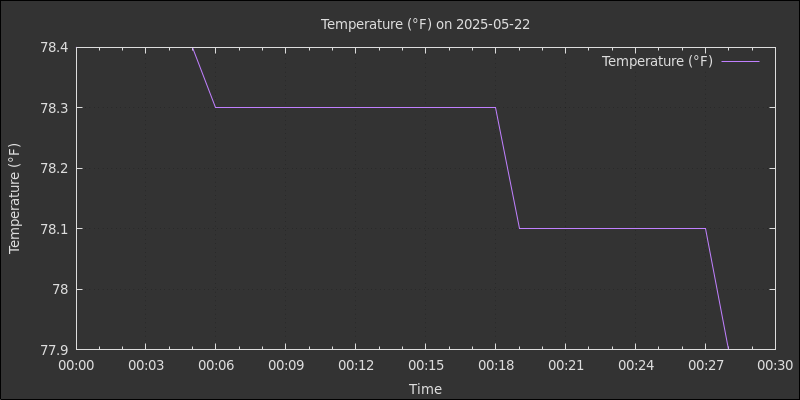 Temperature (°F) on 2025-05-22
78.4
Temperature (°F)
78.3
78.2
Temperature (°F)
78.1
78
77.9
00:00 00:03 00:06 00:09 00:12 00:15 00:18 00:21 00:24 00:27 00:30
Time